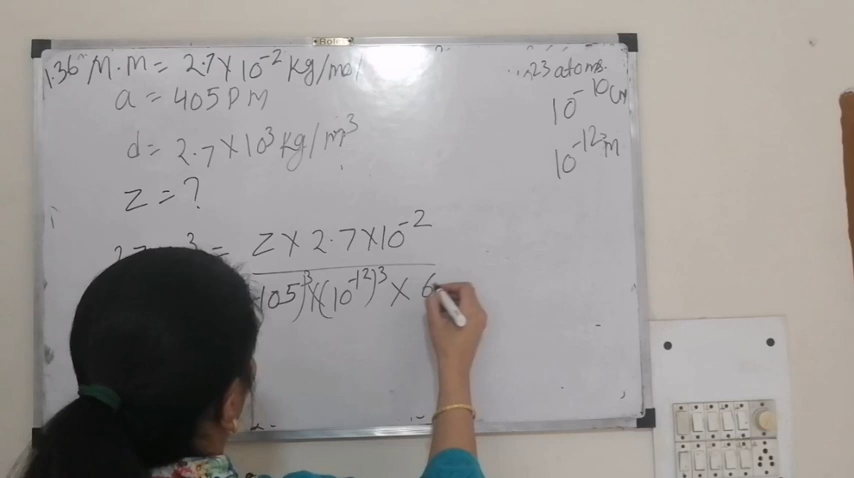 1.36 M.M = 2.7 × 10⁻² Kg/mol
a = 405 PM
d = 2.7 × 10³ Kg/m³
Z = ?
Z × 2.7 × 10⁻²
405)³ × (10⁻¹²)³ × 6
23 atoms
10⁻¹⁰ cm
10⁻¹² m